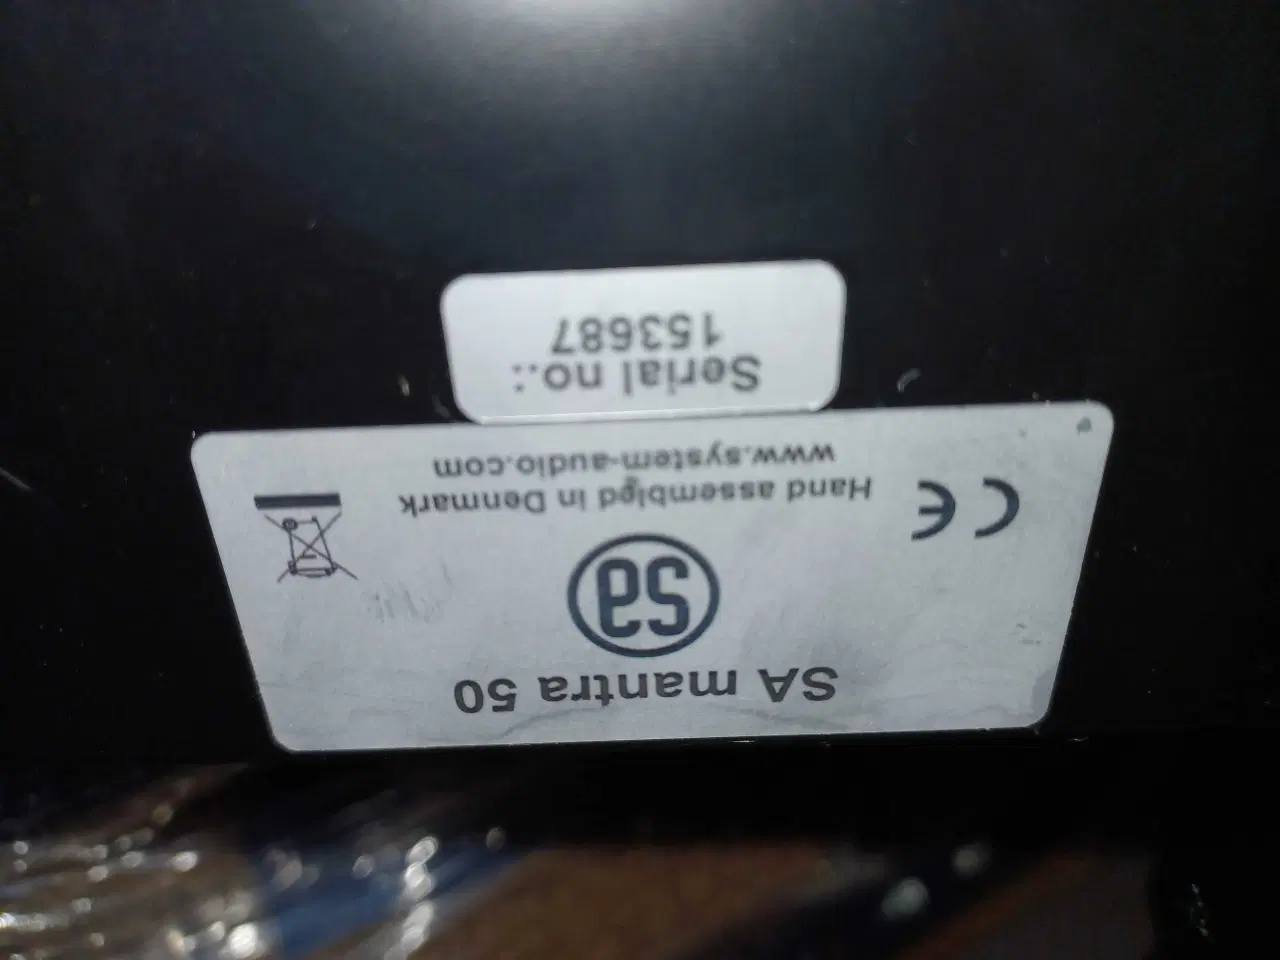 SA mantra 50
sa
Hand assembled in Denmark
www.system-audio.com
CE
Serial no.:
153687